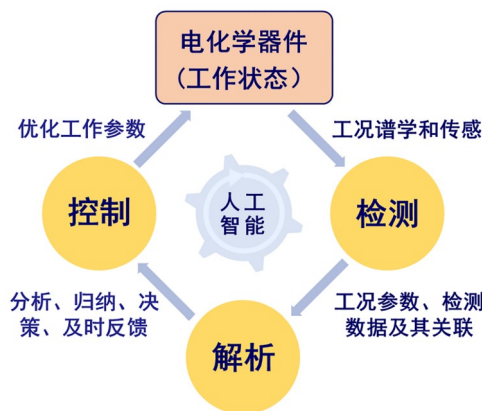 电化学器件
（工作状态）
优化工作参数
工况谱学和传感
控制
人工
智能
检测
分析、归纳、决
策、及时反馈
工况参数、检测
数据及其关联
解析